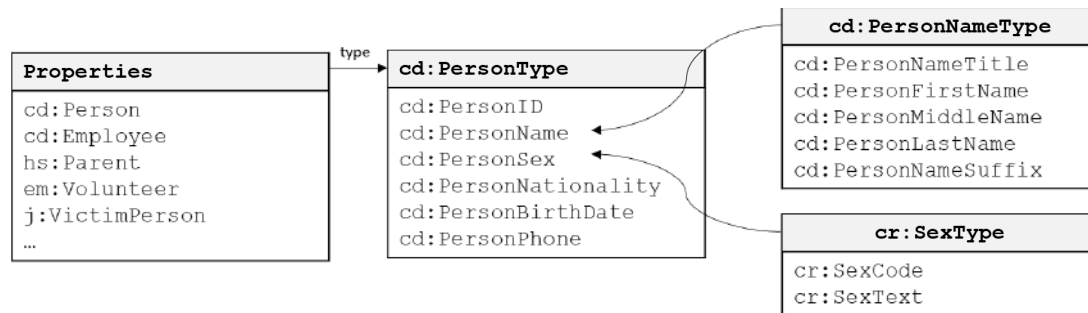 Properties
cd:Person
cd:Employee
hs:Parent
em:Volunteer
j:VictimPerson
…
type
cd:PersonType
cd:PersonID
cd:PersonName
cd:PersonSex
cd:PersonNationality
cd:PersonBirthDate
cd:PersonPhone
cd:PersonNameType
cd:PersonNameTitle
cd:PersonFirstName
cd:PersonMiddleName
cd:PersonLastName
cd:PersonNameSuffix
cr:SexType
cr:SexCode
cr:SexText